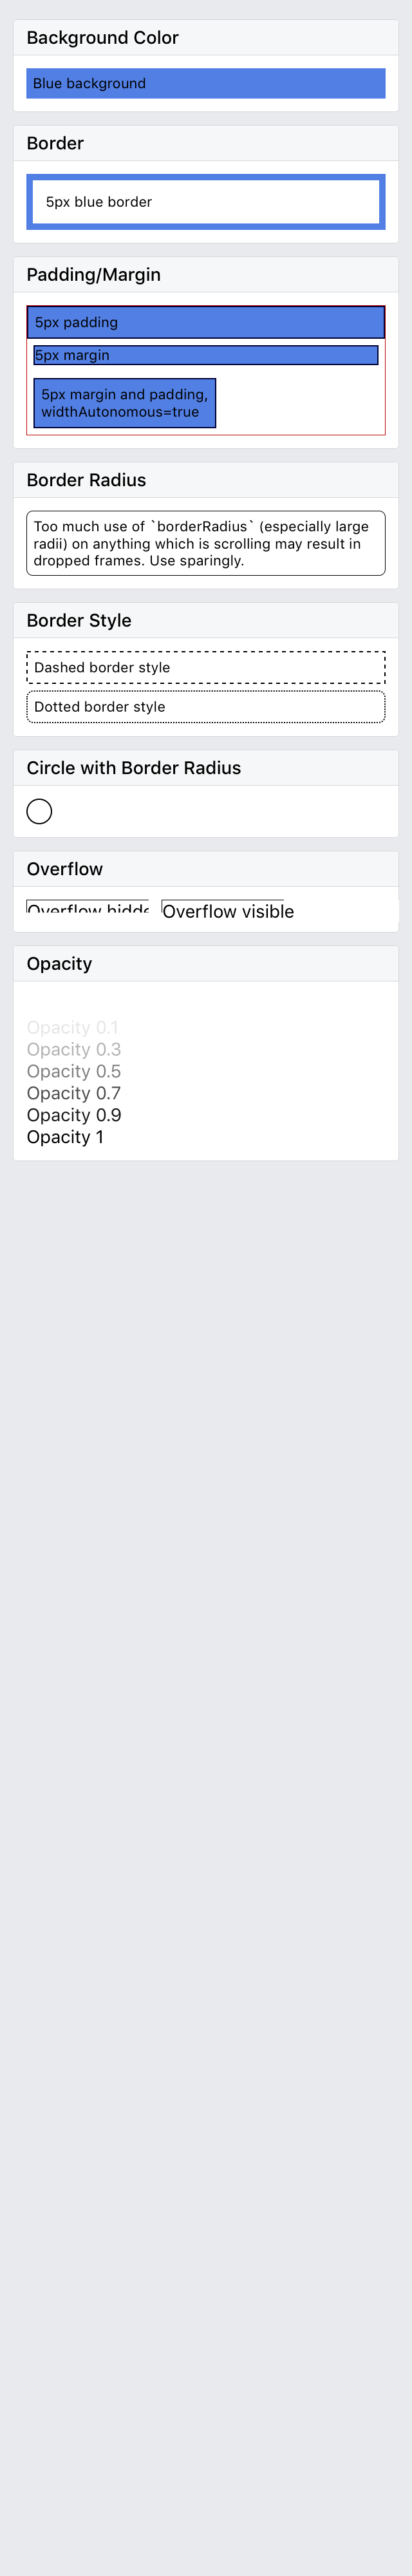 Background Color
Blue background
Border
5px blue border
Padding/Margin
5px padding
5px margin
5px margin and padding,
widthAutonomous=true
Border Radius
Too much use of `borderRadius` (especially large
radii) on anything which is scrolling may result in
dropped frames. Use sparingly.
Border Style
Dashed border style
Dotted border style
Circle with Border Radius
Overflow
Overflow hidde Overflow visible
Opacity
Opacity 0.1
Opacity 0.3
Opacity 0.5
Opacity 0.7
Opacity 0.9
Opacity 1